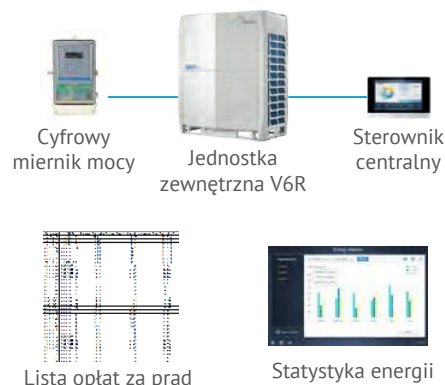 Cyfrowy
miernik mocy
Jednostka
zewnętrzna V6R
Sterownik
centralny
Lista opłat za prąd
Statystyka energii